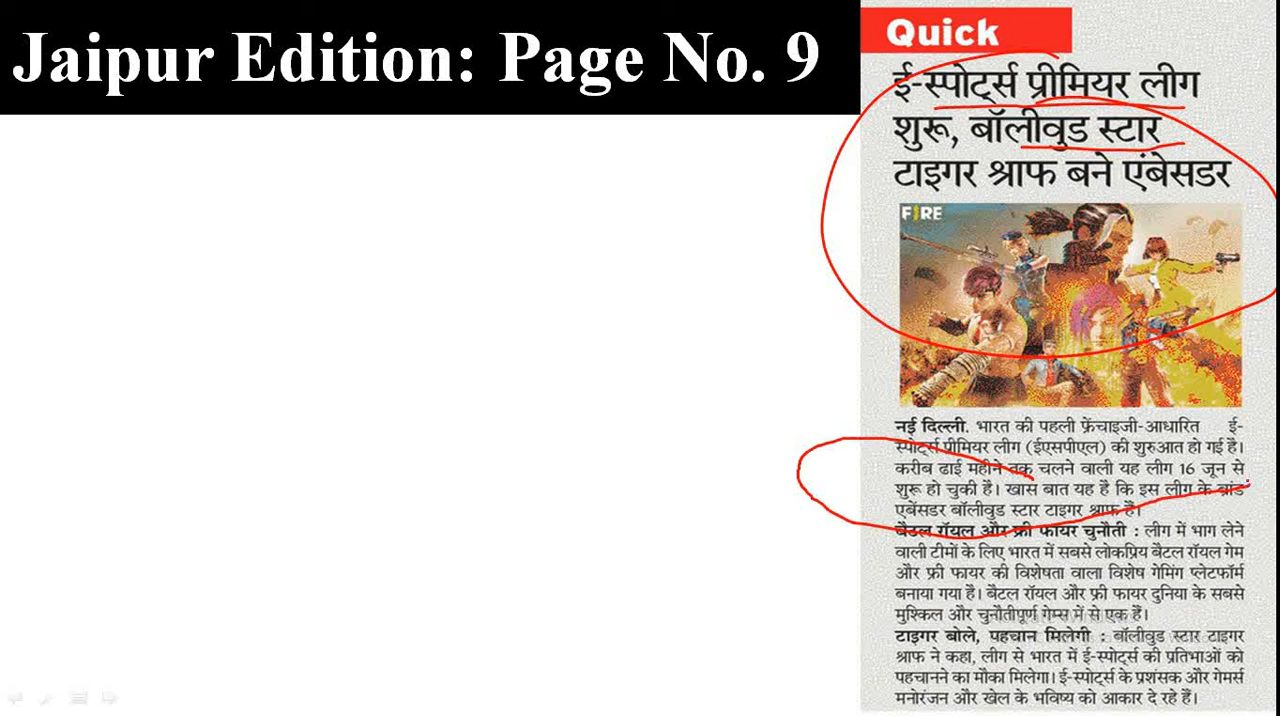 Jaipur Edition: Page No. 9
Quick
ई-स्पोर्ट्स प्रीमियर लीग
शुरू, बॉलीवुड स्टार
टाइगर श्राफ बने एंबेसडर
FIRE
नई दिल्ली. भारत की पहली फ्रेंचाइजी-आधारित ई-
स्पोर्ट्स प्रीमियर लीग (ईएसपीएल) की शुरुआत हो गई है।
करीब ढाई महीने तक चलने वाली यह लीग 16 जून से
शुरू हो चुकी है। खास बात यह है कि इस लीग के ब्रांड
एंबेसडर बॉलीवुड स्टार टाइगर श्राफ हैं।
बैटल रॉयल और फ्री फायर चुनौती : लीग में भाग लेने
वाली टीमों के लिए भारत में सबसे लोकप्रिय बैटल रॉयल गेम
और फ्री फायर की विशेषता वाला विशेष गेमिंग प्लेटफॉर्म
बनाया गया है। बैटल रॉयल और फ्री फायर दुनिया के सबसे
मुश्किल और चुनौतीपूर्ण गेम्स में से एक हैं।
टाइगर बोले, पहचान मिलेगी : बॉलीवुड स्टार टाइगर
श्राफ ने कहा, लीग से भारत में ई-स्पोर्ट्स की प्रतिभाओं को
पहचानने का मौका मिलेगा। ई-स्पोर्ट्स के प्रशंसक और गेमर्स
मनोरंजन और खेल के भविष्य को आकार दे रहे हैं।